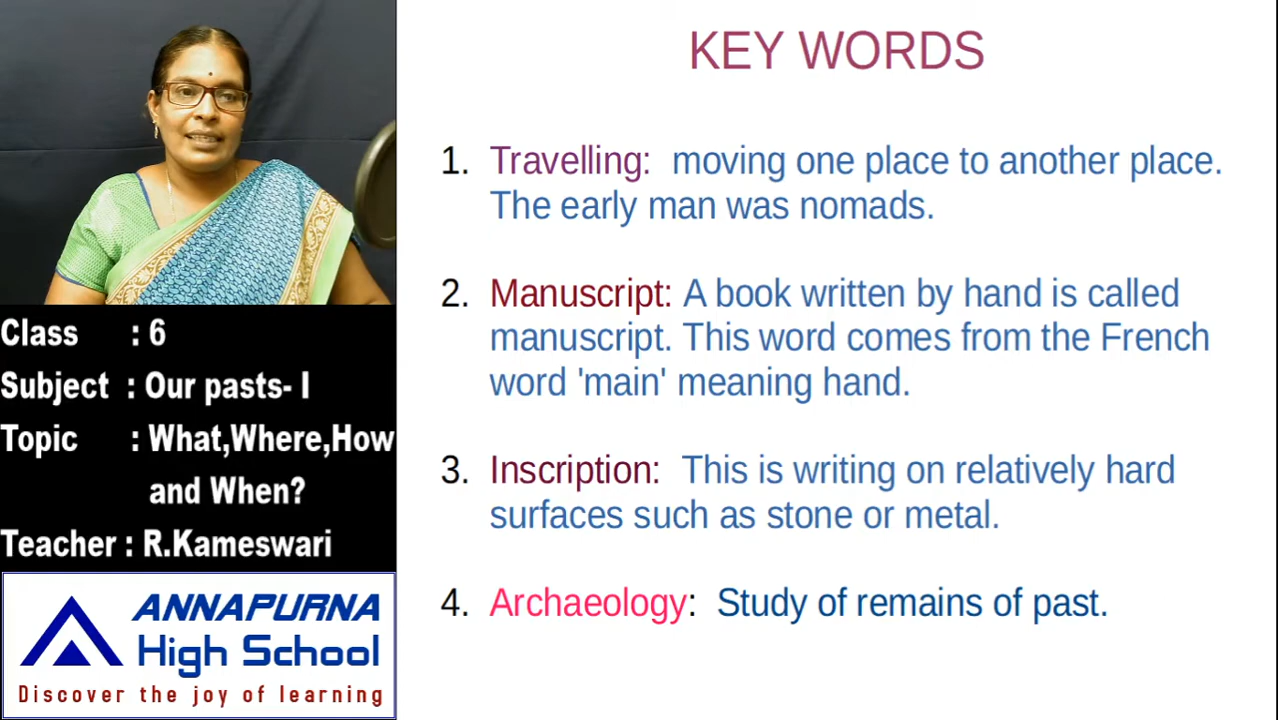 KEY WORDS
1. Travelling: moving one place to another place.
The early man was nomads.
2. Manuscript: A book written by hand is called
manuscript. This word comes from the French
word 'main' meaning hand.
3. Inscription: This is writing on relatively hard
surfaces such as stone or metal.
4. Archaeology: Study of remains of past.
Class : 6
Subject : Our pasts- I
Topic : What,Where,How
and When?
Teacher : R.Kameswari
ANNAPURNA
High School
Discover the joy of learning